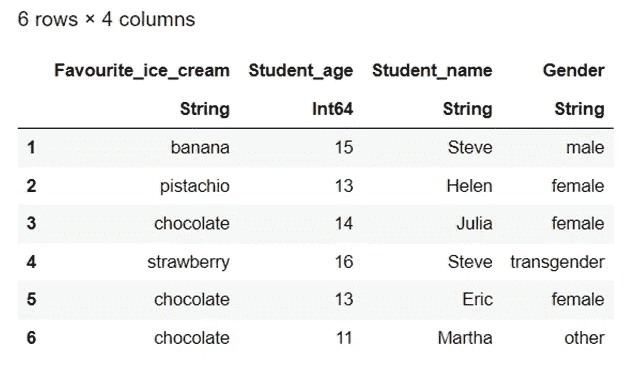 6 rows × 4 columns
Favourite_ice_cream Student_age Student_name Gender
String Int64 String String
1 banana 15 Steve male
2 pistachio 13 Helen female
3 chocolate 14 Julia female
4 strawberry 16 Steve transgender
5 chocolate 13 Eric female
6 chocolate 11 Martha other